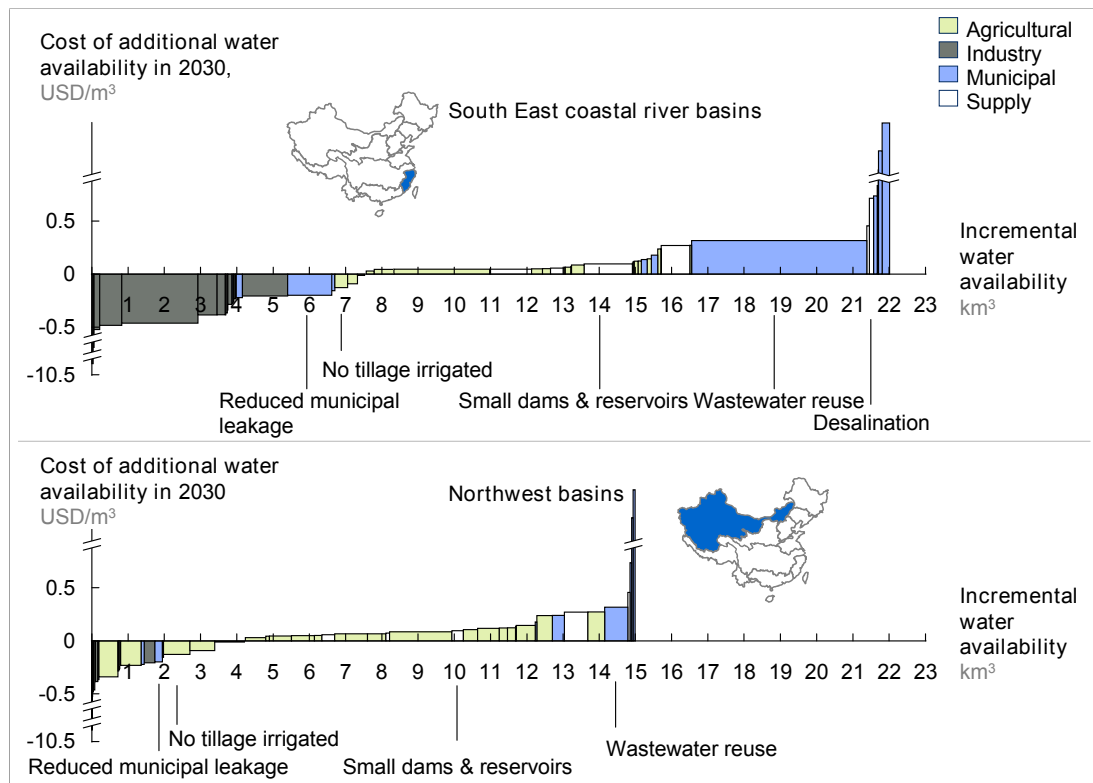 Cost of additional water
availability in 2030,
USD/m³
Agricultural
Industry
Municipal
Supply
South East coastal river basins
0.5
0
-0.5
-10.5
1 2 3 4 5 6 7 8 9 10 11 12 13 14 15 16 17 18 19 20 21 22 23
Incremental
water
availability
km³
No tillage irrigated
Reduced municipal
leakage
Small dams & reservoirs
Wastewater reuse
Desalination
Cost of additional water
availability in 2030
USD/m³
Northwest basins
0.5
0
-0.5
-10.5
1 2 3 4 5 6 7 8 9 10 11 12 13 14 15 16 17 18 19 20 21 22 23
Incremental
water
availability
km³
No tillage irrigated
Reduced municipal leakage
Small dams & reservoirs
Wastewater reuse